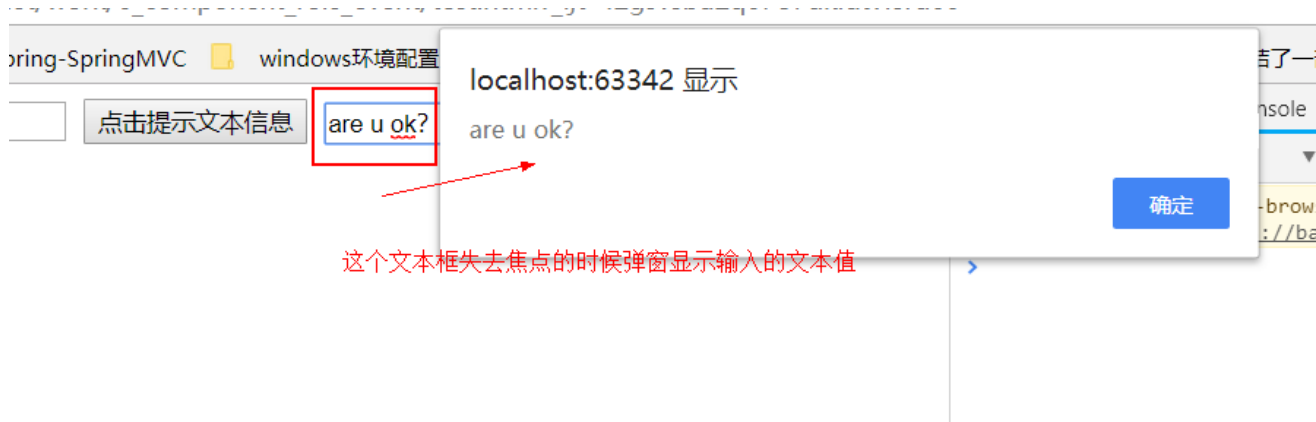 pring-SpringMVC windows环境配置
localhost:63342 显示
are u ok?
确定
点击提示文本信息 are u ok?
这个文本框失去焦点的时候弹窗显示输入的文本值
nsole
-brow
://ba